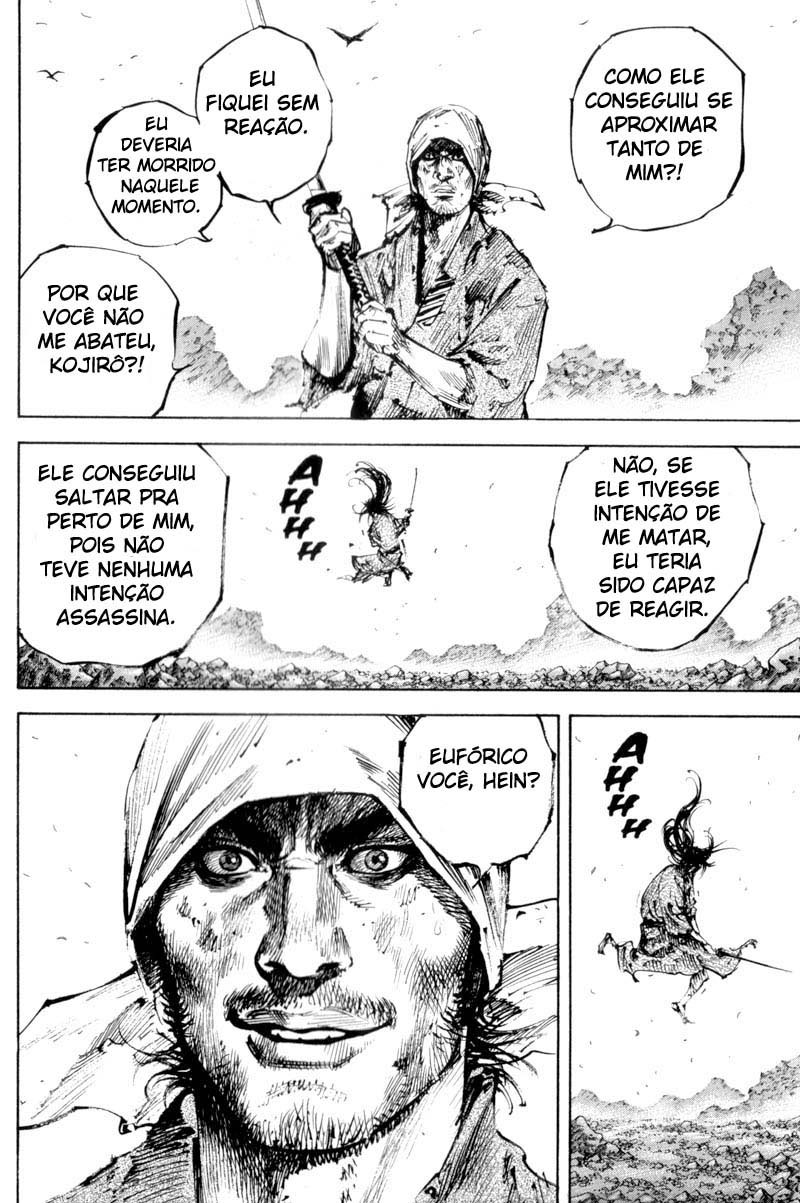 COMO ELE
CONSEGUIU SE
APROXIMAR
TANTO DE
MIM?!
EU
FIQUEI SEM
REAÇÃO.
EU
DEVERIA
TER MORRIDO
NAQUELE
MOMENTO.
POR QUE
VOCÊ NÃO
ME ABATEU,
KOJIRÔ?!
NÃO, SE
ELE TIVESSE
INTENÇÃO DE
ME MATAR,
EU TERIA
SIDO CAPAZ
DE REAGIR.
AHHH
ELE CONSEGUIU
SALTAR PRA
PERTO DE MIM,
POIS NÃO
TEVE NENHUMA
INTENÇÃO
ASSASSINA.
AHHH
EUFÓRICO
VOCÊ, HEIN?